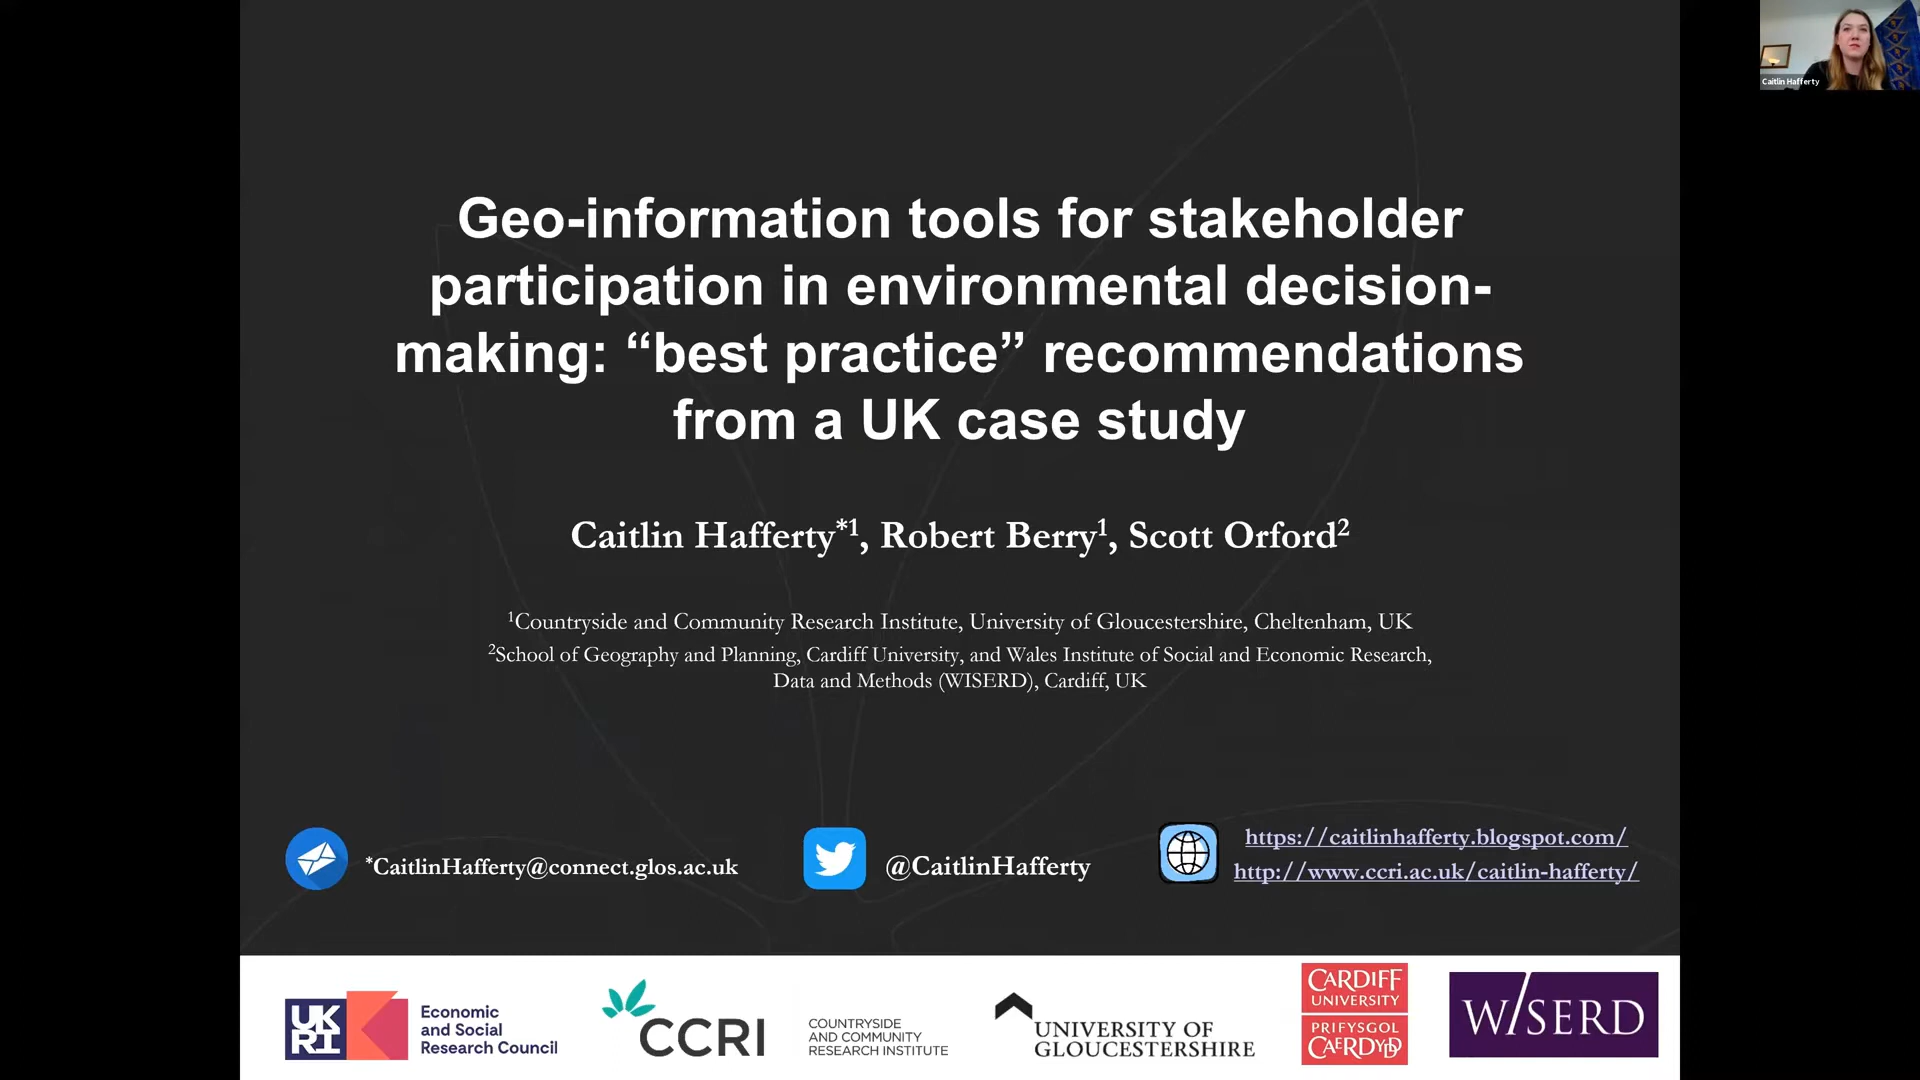 Caitlin Hafferty
Geo-information tools for stakeholder
participation in environmental decision-
making: “best practice” recommendations
from a UK case study
Caitlin Hafferty*1, Robert Berry1, Scott Orford2
1Countryside and Community Research Institute, University of Gloucestershire, Cheltenham, UK
2School of Geography and Planning, Cardiff University, and Wales Institute of Social and Economic Research,
Data and Methods (WISERD), Cardiff, UK
*CaitlinHafferty@connect.glos.ac.uk
@CaitlinHafferty
https://caitlinhafferty.blogspot.com/
http://www.ccri.ac.uk/caitlin-hafferty/
UK
RI
Economic
and Social
Research Council
CCRI
COUNTRYSIDE
AND COMMUNITY
RESEARCH INSTITUTE
UNIVERSITY OF
GLOUCESTERSHIRE
CARDIFF
UNIVERSITY
PRIFYSGOL
CAERDYDD
W/SERD